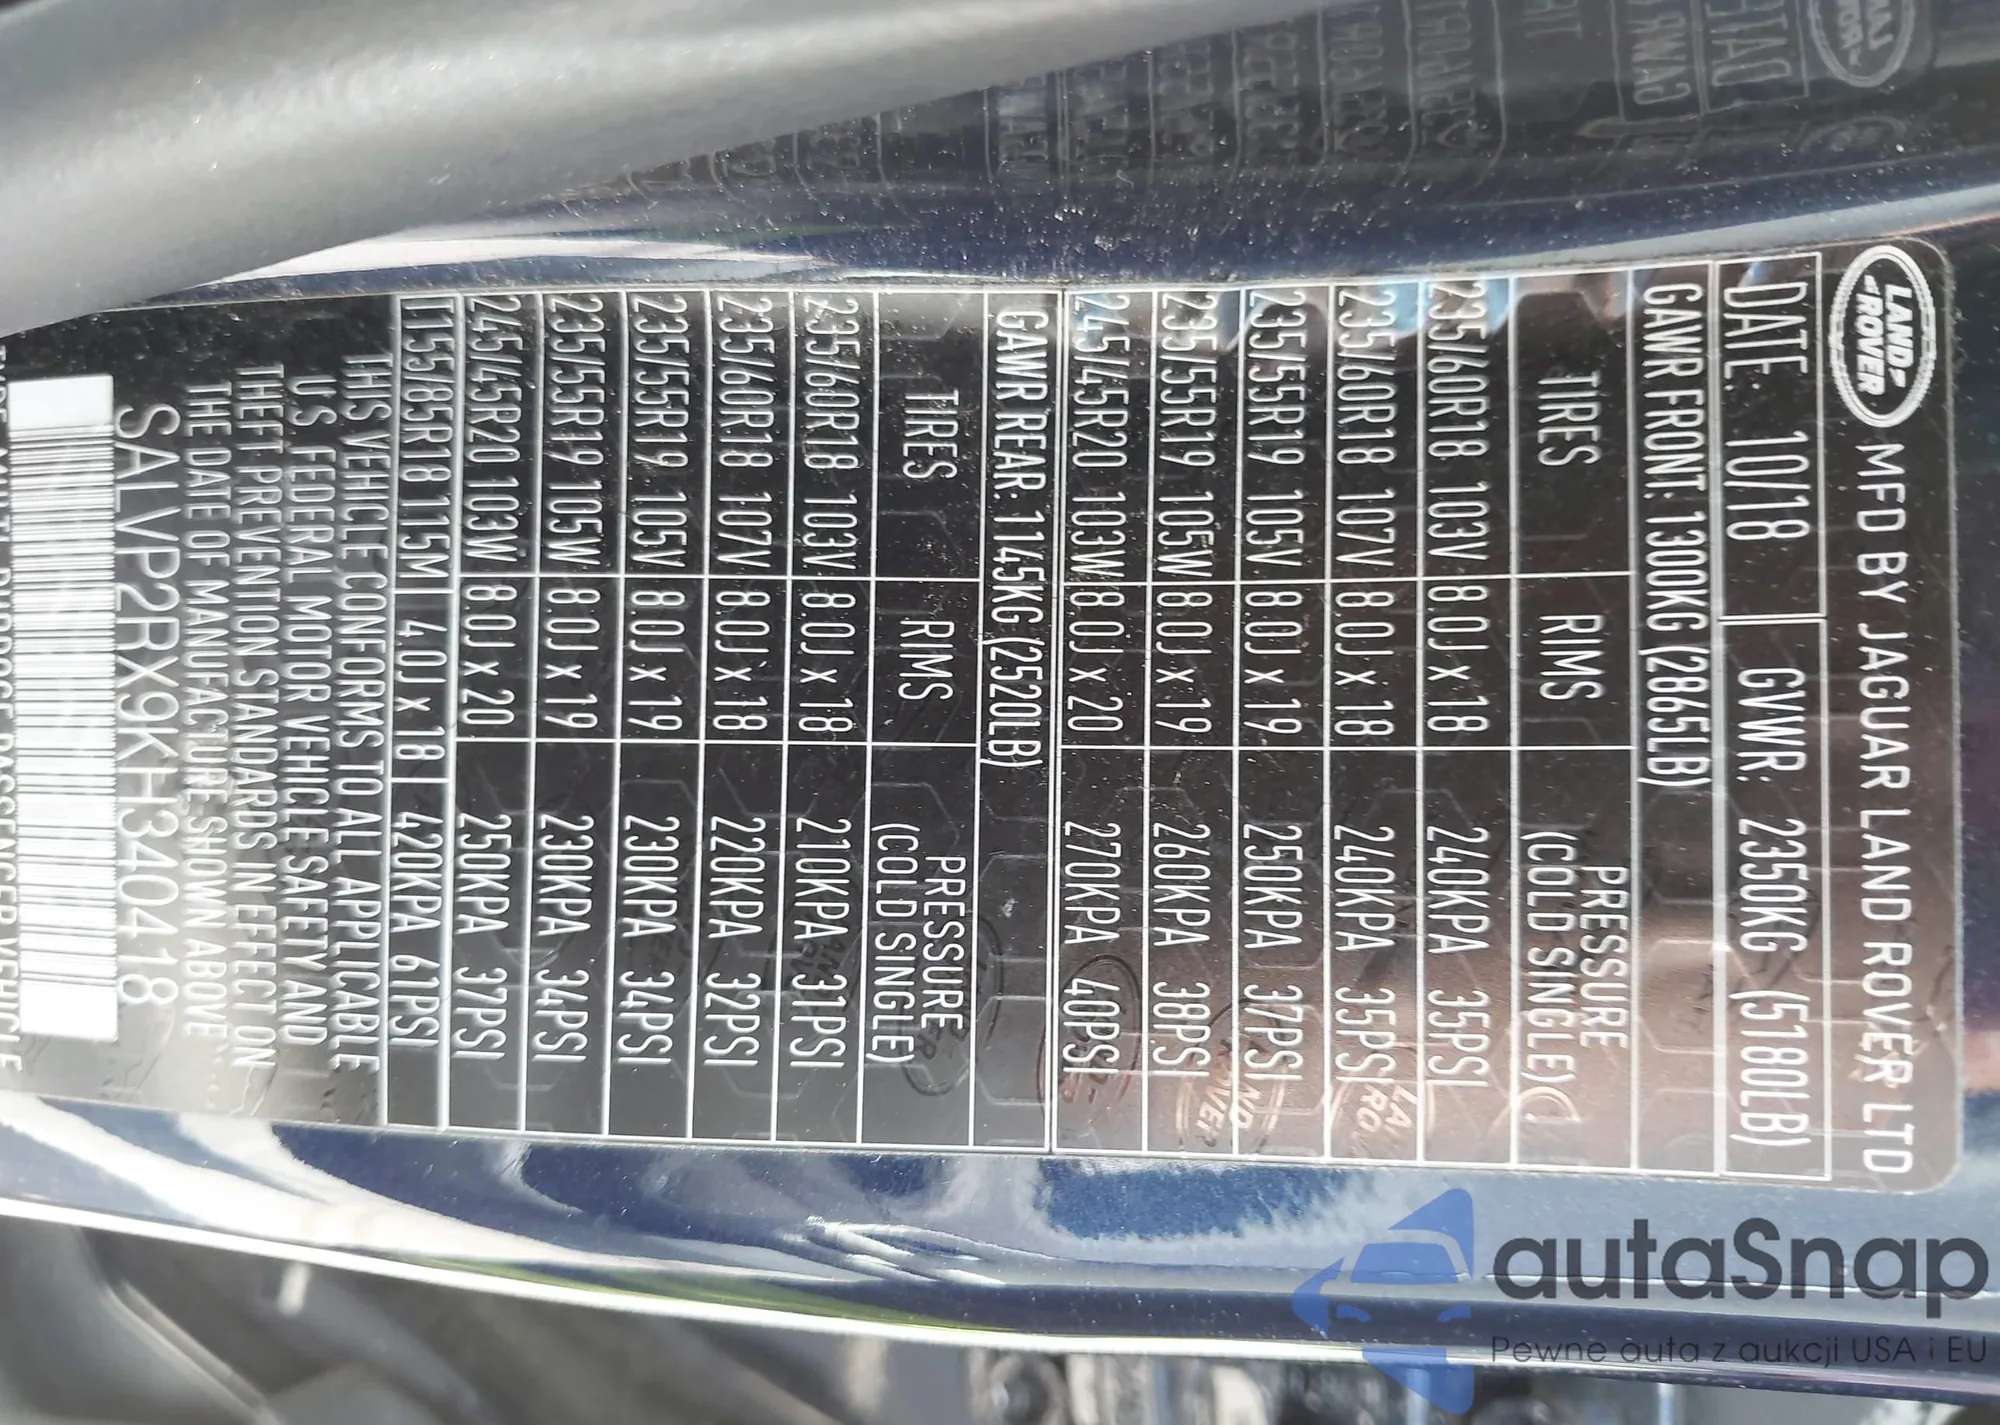 LAND-
-ROVER
MFD BY JAGUAR LAND ROVER LTD
DATE: 10/18 GVWR: 2350KG (5180LB)
GAWR FRONT: 1300KG (2865LB)
TIRES RIMS PRESSURE
(COLD SINGLE)
235/60R18 103V 8.0J x 18 240KPA 35PSI
235/60R18 107V 8.0J x 18 240KPA 35PSI
235/55R19 105V 8.0J x 19 250KPA 37PSI
235/55R19 105W 8.0J x 19 260KPA 38PSI
245/45R20 103W 8.0J x 20 270KPA 40PSI
GAWR REAR: 1145KG (2520LB)
TIRES RIMS PRESSURE
(COLD SINGLE)
235/60R18 103V 8.0J x 18 210KPA 31PSI
235/60R18 107V 8.0J x 18 220KPA 32PSI
235/55R19 105V 8.0J x 19 230KPA 34PSI
235/55R19 105W 8.0J x 19 230KPA 34PSI
245/45R20 103W 8.0J x 20 250KPA 37PSI
T155/85R18 115M 4.0J x 18 420KPA 61PSI
THIS VEHICLE CONFORMS TO ALL APPLICABLE
U.S. FEDERAL MOTOR VEHICLE SAFETY AND
THEFT PREVENTION STANDARDS IN EFFECT ON
THE DATE OF MANUFACTURE SHOWN ABOVE
SALVP2RX9KH340418
autaSnap
Pewne auta z aukcji USA i EU